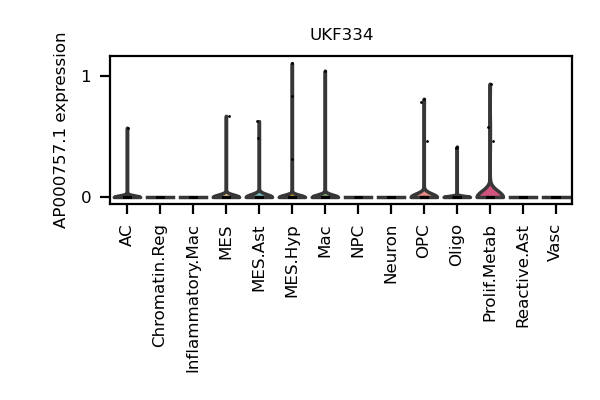 UKF334
AP000757.1 expression
1
0
AC
Chromatin.Reg
Inflammatory.Mac
MES
MES.Ast
MES.Hyp
Mac
NPC
Neuron
OPC
Oligo
Prolif.Metab
Reactive.Ast
Vasc